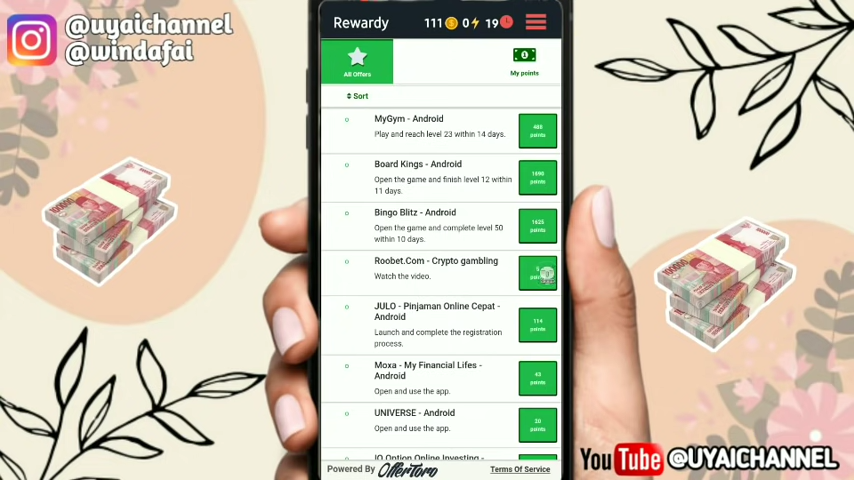 @uyaichannel
@windafai
Rewardy
111 0 19
All Offers
My points
Sort
MyGym - Android
Play and reach level 23 within 14 days.
480
points
Board Kings - Android
Open the game and finish level 12 within
11 days.
1690
points
Bingo Blitz - Android
Open the game and complete level 50
within 10 days.
1625
points
Roobet.Com - Crypto gambling
Watch the video.
JULO - Pinjaman Online Cepat -
Android
Launch and complete the registration
process.
114
points
Moxa - My Financial Lifes -
Android
Open and use the app.
43
points
UNIVERSE - Android
Open and use the app.
20
points
IQ Option Online Investing -
Powered By OfferToro
Terms Of Service
100000
100000
YouTube @UYAICHANNEL